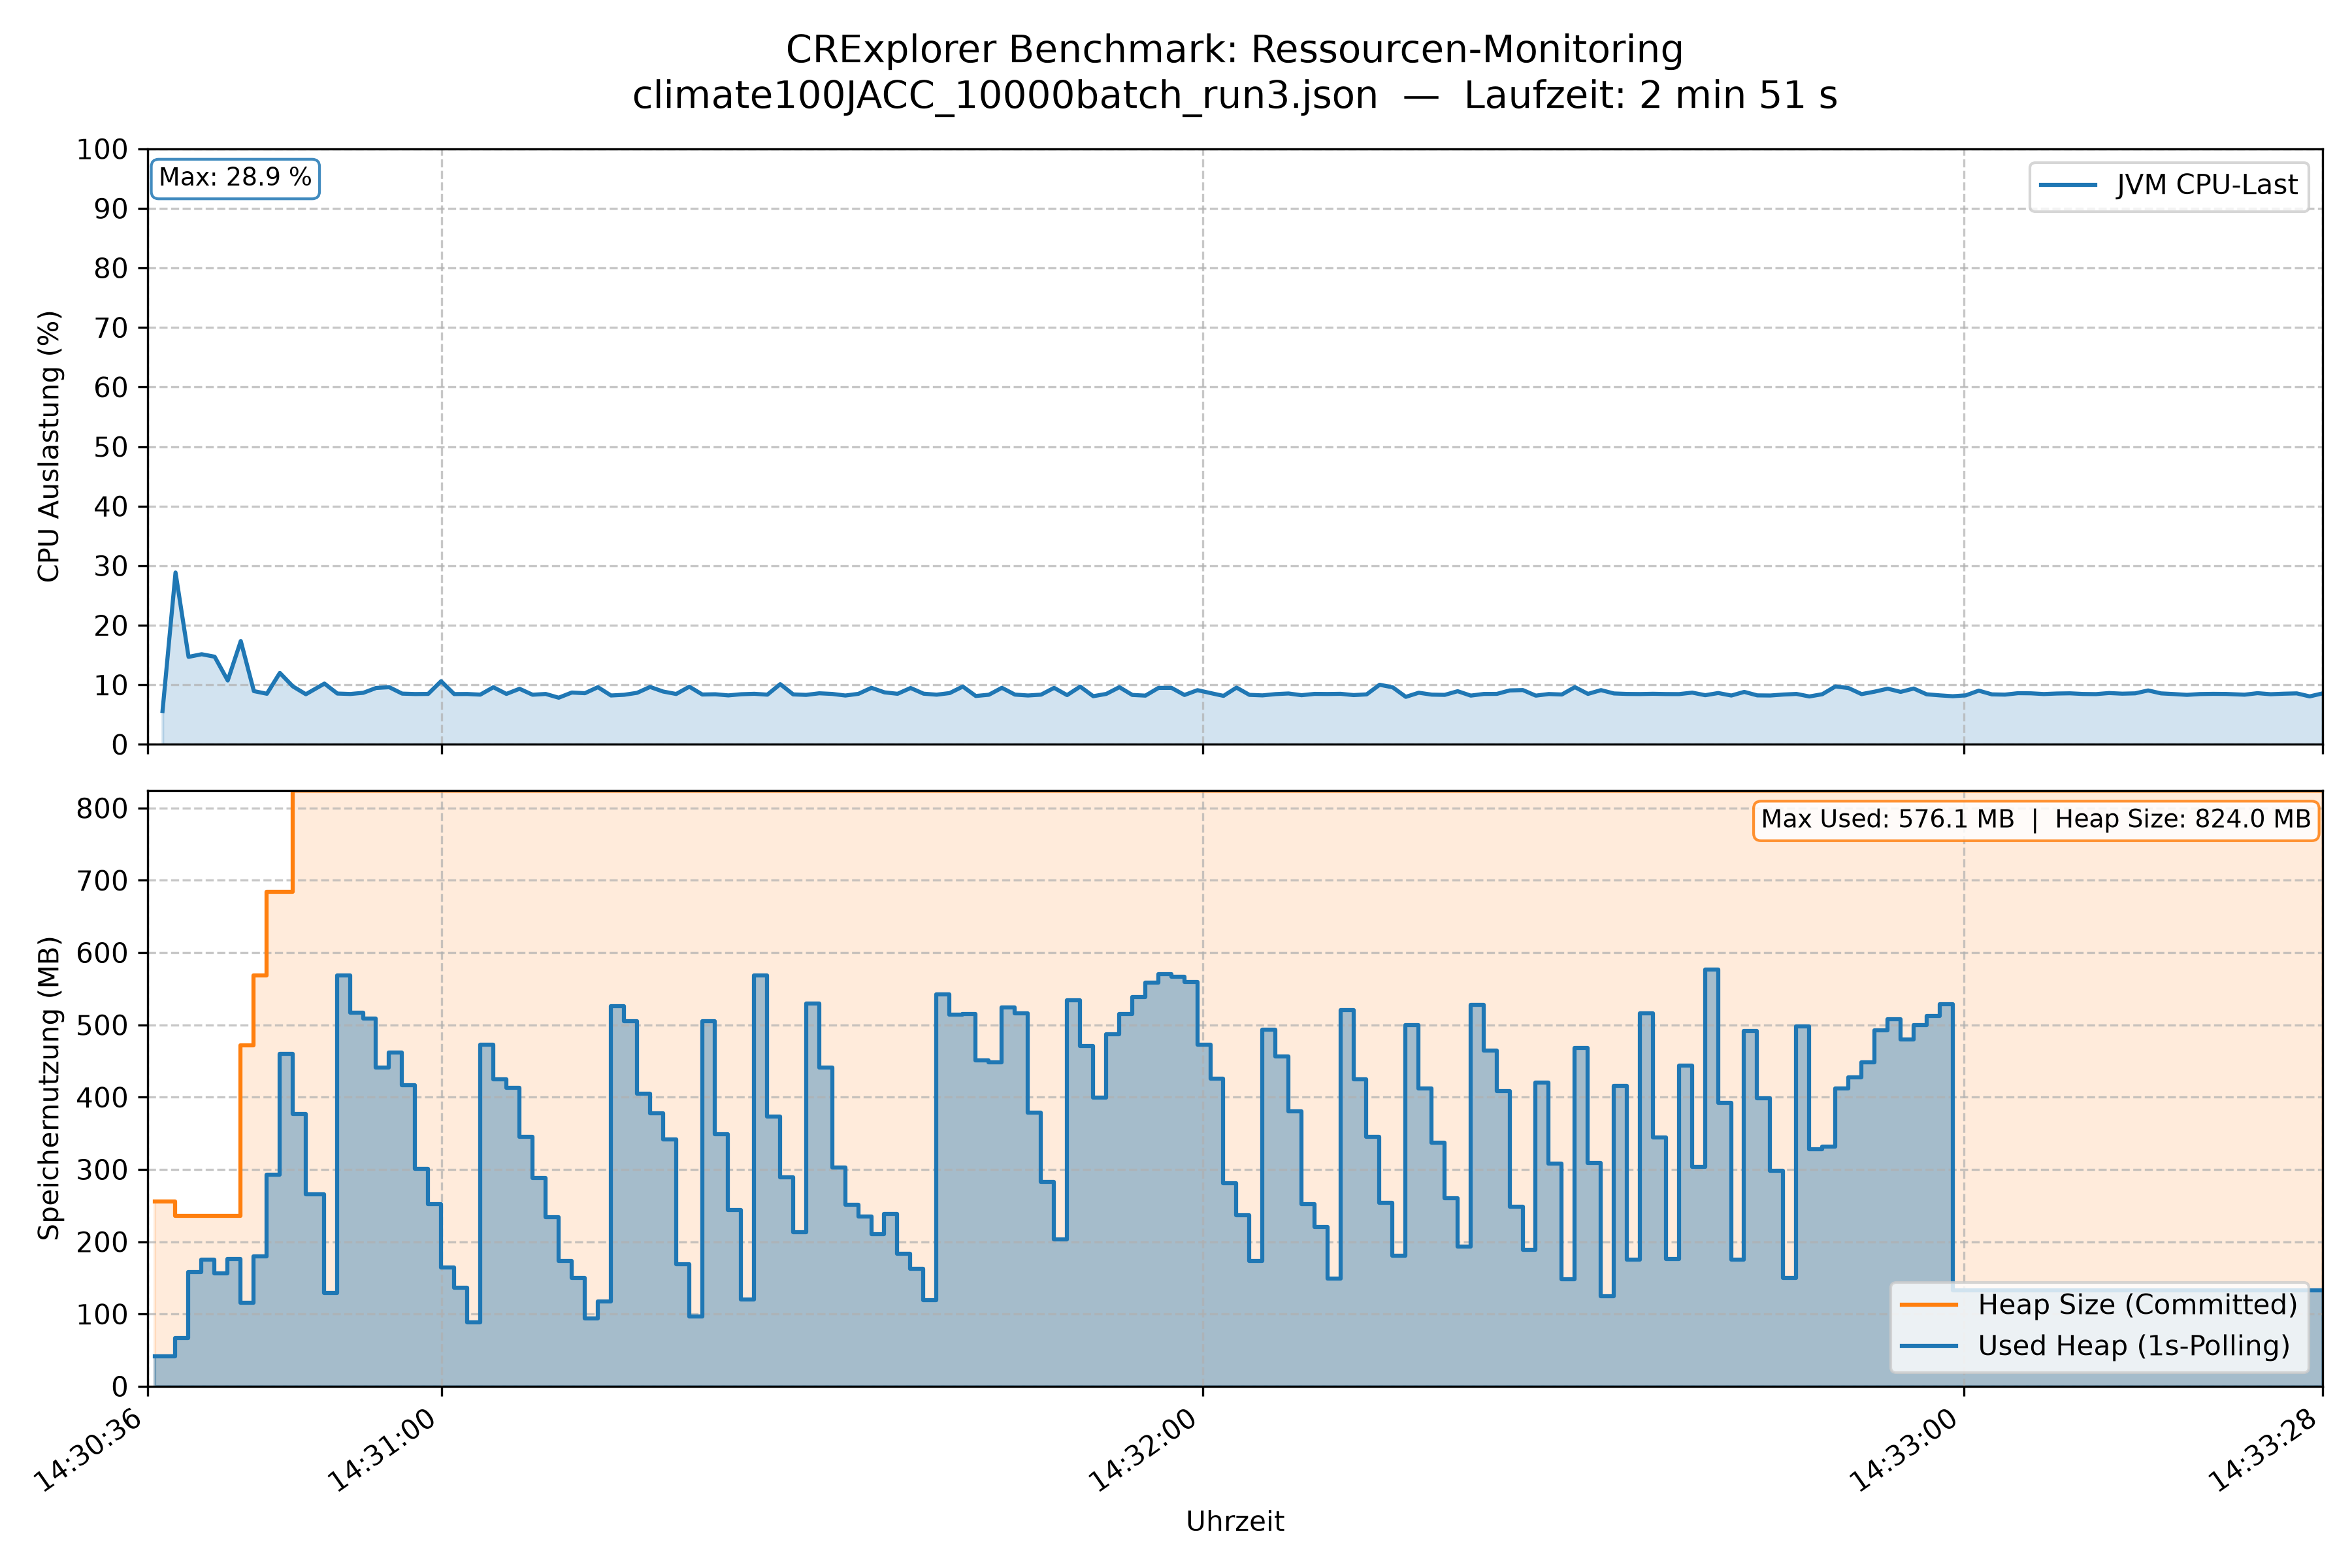 CRExplorer Benchmark: Ressourcen-Monitoring
climate100JACC_10000batch_run3.json — Laufzeit: 2 min 51 s
100
90
80
70
60
50
40
30
20
10
0
CPU Auslastung (%)
Max: 28.9 %
JVM CPU-Last
800
700
600
500
400
300
200
100
0
Speichernutzung (MB)
Max Used: 576.1 MB | Heap Size: 824.0 MB
Heap Size (Committed)
Used Heap (1s-Polling)
14:30:36
14:31:00
14:32:00
14:33:00
14:33:28
Uhrzeit